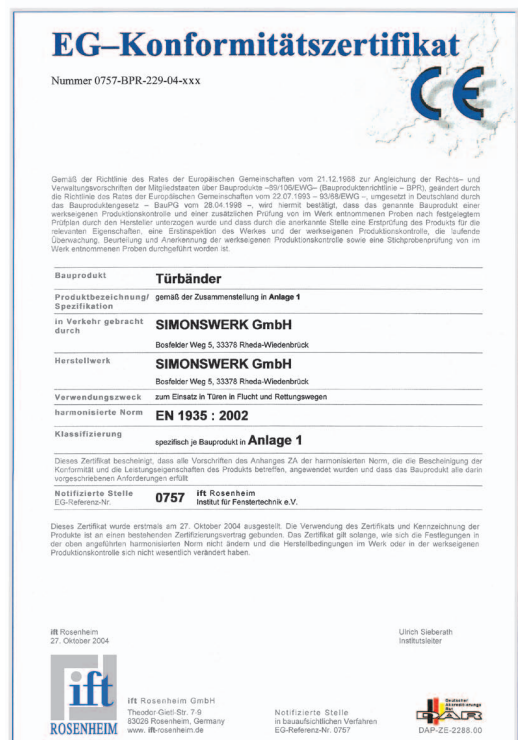 EG–Konformitätszertifikat
Nummer 0757-BPR-229-04-xxx
CE
Gemäß der Richtlinie des Rates der Europäischen Gemeinschaften vom 21.12.1988 zur Angleichung der Rechts– und
Verwaltungsvorschriften der Mitgliedstaaten über Bauprodukte –89/106/EWG– (Bauproduktenrichtlinie – BPR), geändert durch
die Richtlinie des Rates der Europäischen Gemeinschaften vom 22.07.1993 – 93/68/EWG –, umgesetzt in Deutschland durch
das Bauproduktengesetz – BauPG vom 28.04.1998 –, wird hiermit bestätigt, dass das genannte Bauprodukt einer
werkseigenen Produktionskontrolle und einer zusätzlichen Prüfung von im Werk entnommenen Proben nach festgelegtem
Prüfplan durch den Hersteller unterzogen wurde und dass durch die anerkannte Stelle eine Erstprüfung des Produkts für die
relevanten Eigenschaften, eine Erstinspektion des Werkes und der werkseigenen Produktionskontrolle, die laufende
Überwachung, Beurteilung und Anerkennung der werkseigenen Produktionskontrolle sowie eine Stichprobenprüfung von im
Werk entnommenen Proben durchgeführt worden ist.
Bauprodukt Türbänder
Produktbezeichnung/ gemäß der Zusammenstellung in Anlage 1
Spezifikation
in Verkehr gebracht SIMONSWERK GmbH
durch
Bosfelder Weg 5, 33378 Rheda-Wiedenbrück
Herstellwerk SIMONSWERK GmbH
Bosfelder Weg 5, 33378 Rheda-Wiedenbrück
Verwendungszweck zum Einsatz in Türen in Flucht und Rettungswegen
harmonisierte Norm EN 1935 : 2002
Klassifizierung spezifisch je Bauprodukt in Anlage 1
Dieses Zertifikat bescheinigt, dass alle Vorschriften des Anhanges ZA der harmonisierten Norm, die die Bescheinigung der
Konformität und die Leistungseigenschaften des Produkts betreffen, angewendet wurden und dass das Bauprodukt alle darin
vorgeschriebenen Anforderungen erfüllt
Notifizierte Stelle 0757 ift Rosenheim
EG-Referenz-Nr. Institut für Fenstertechnik e.V.
Dieses Zertifikat wurde erstmals am 27. Oktober 2004 ausgestellt. Die Verwendung des Zertifikats und Kennzeichnung der
Produkte ist an einen bestehenden Zertifizierungsvertrag gebunden. Das Zertifikat gilt solange, wie sich die Festlegungen in
der oben angeführten harmonisierten Norm nicht ändern und die Herstellbedingungen im Werk oder in der werkseigenen
Produktionskontrolle sich nicht wesentlich verändert haben.
ift Rosenheim
27. Oktober 2004
Ulrich Sieberath
Institutsleiter
ift
ROSENHEIM
ift Rosenheim GmbH
Theodor-Gietl-Str. 7-9
83026 Rosenheim, Germany
www. ift-rosenheim.de
Notifizierte Stelle
in bauaufsichtlichen Verfahren
EG-Referenz-Nr. 0757
Deutscher
Akkreditierungs
Rat
DAR
DAP-ZE-2288.00